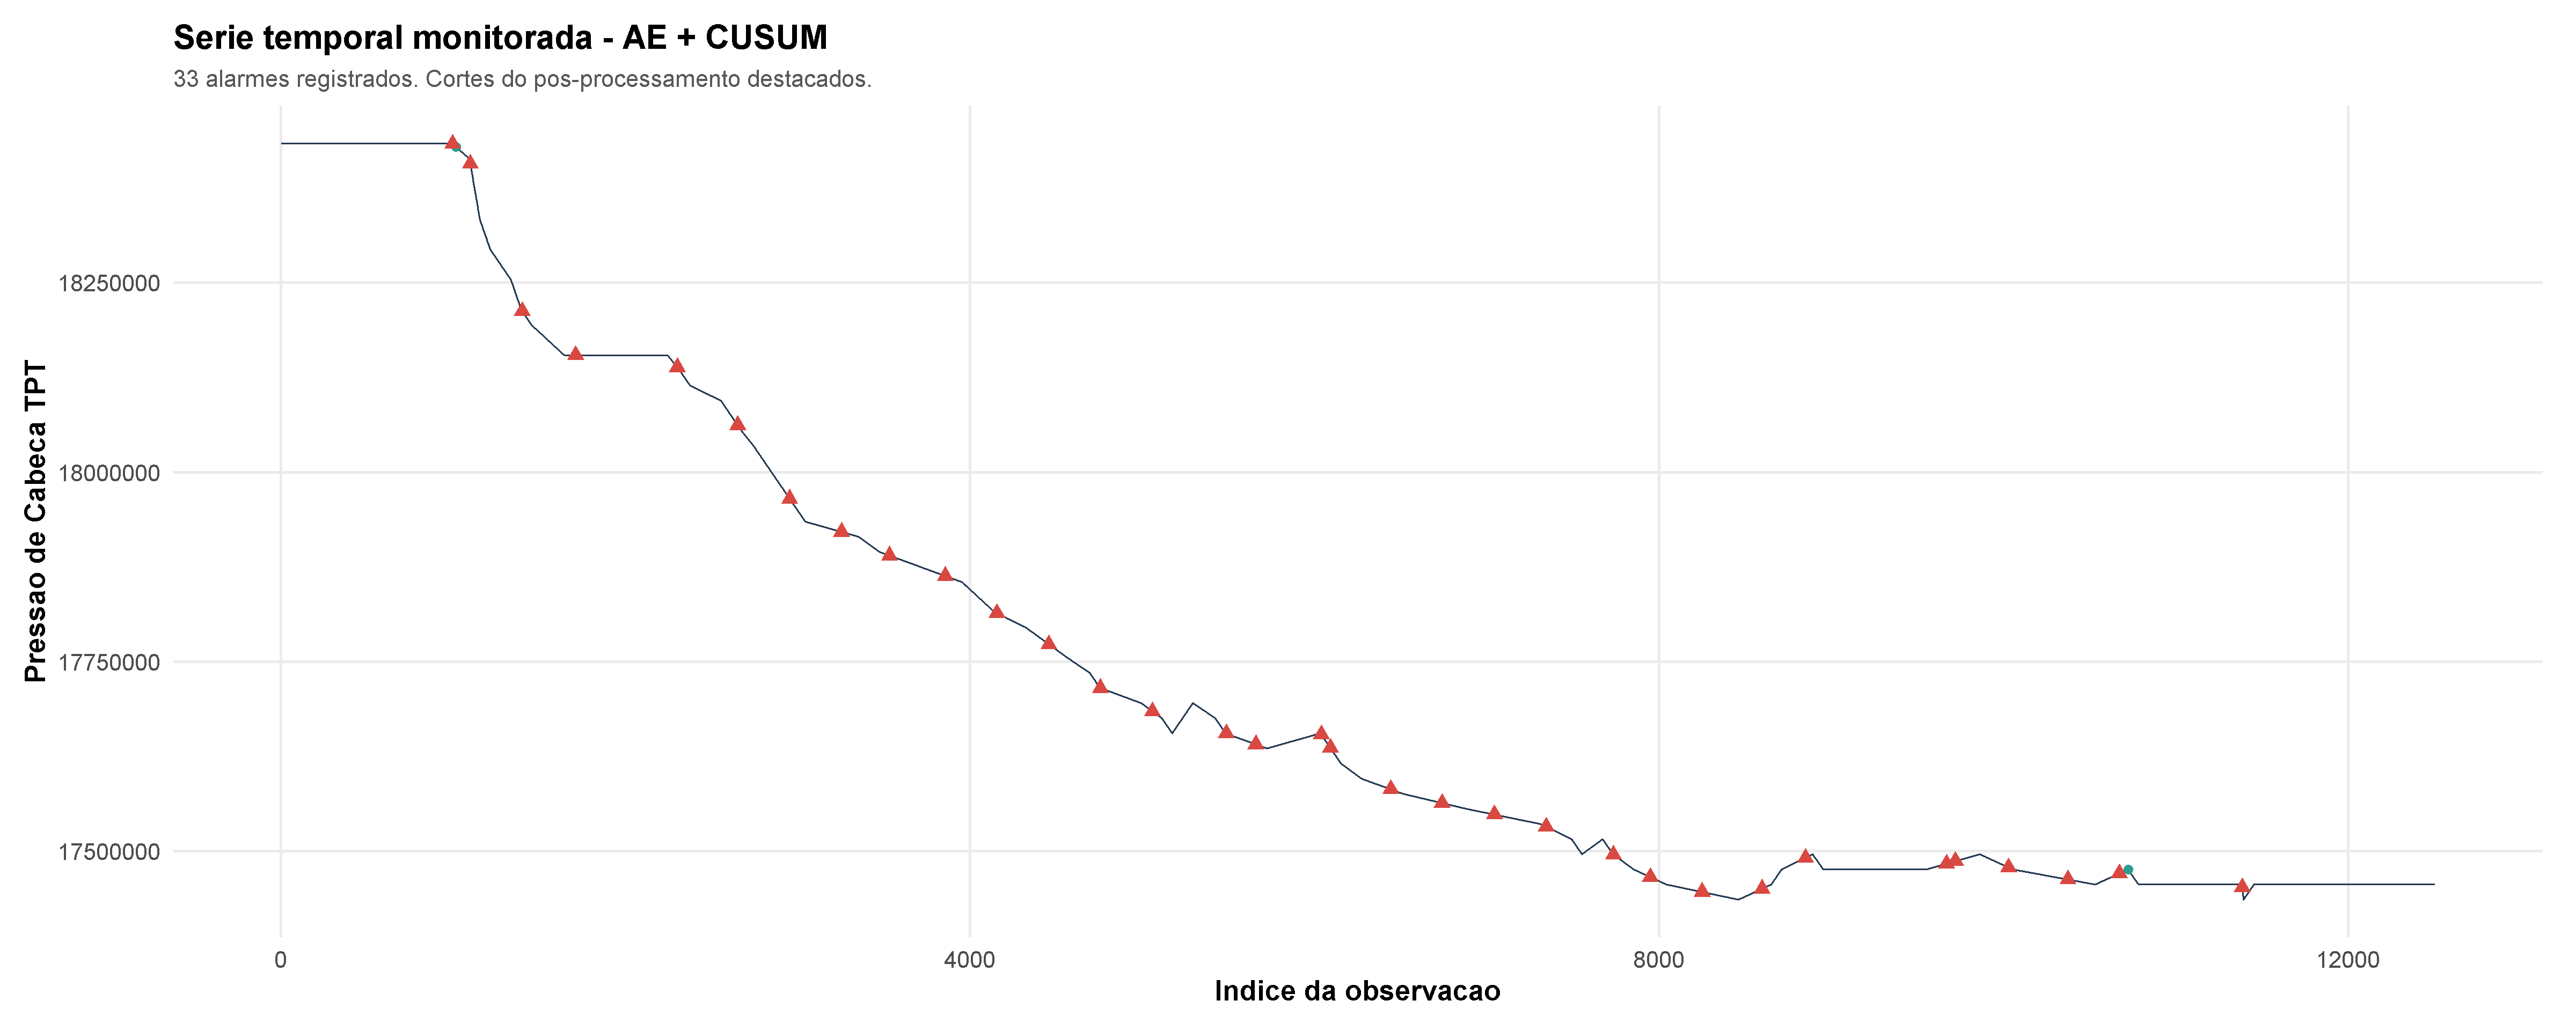 Serie temporal monitorada - AE + CUSUM
33 alarmes registrados. Cortes do pos-processamento destacados.
Pressao de Cabeca TPT
18250000
18000000
17750000
17500000
0
4000
8000
12000
Indice da observacao